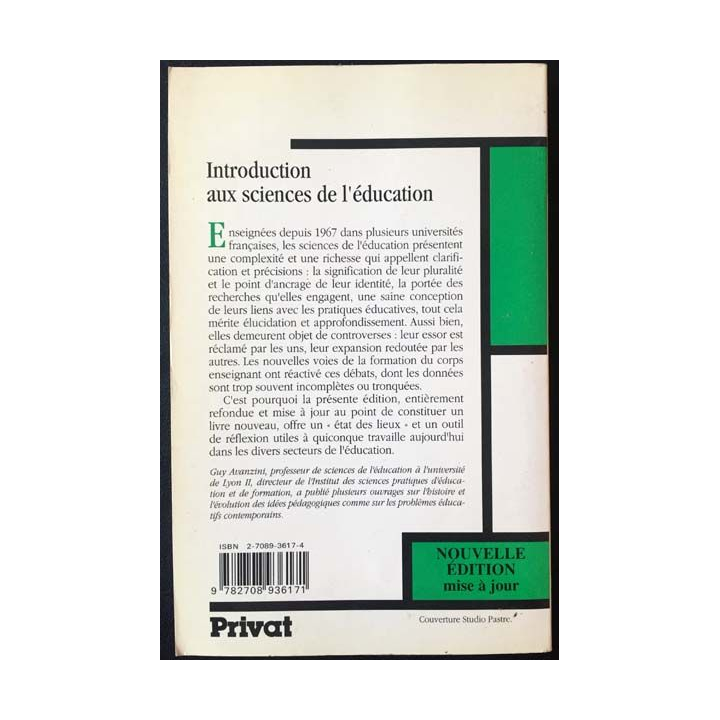 Introduction
aux sciences de l'éducation
Enseignées depuis 1967 dans plusieurs universités
françaises, les sciences de l'éducation présentent
une complexité et une richesse qui appellent clarifi-
cation et précisions : la signification de leur pluralité
et le point d'ancrage de leur identité, la portée des
recherches qu'elles engagent, une saine conception
de leurs liens avec les pratiques éducatives, tout cela
mérite élucidation et approfondissement. Aussi bien,
elles demeurent objet de controverses : leur essor est
réclamé par les uns, leur expansion redoutée par les
autres. Les nouvelles voies de la formation du corps
enseignant ont réactivé ces débats, dont les données
sont trop souvent incomplètes ou tronquées.
C'est pourquoi la présente édition, entièrement
refondue et mise à jour au point de constituer un
livre nouveau, offre un « état des lieux » et un outil
de réflexion utiles à quiconque travaille aujourd'hui
dans les divers secteurs de l'éducation.
Guy Avanzini, professeur de sciences de l'éducation à l'université
de Lyon II, directeur de l'Institut des sciences pratiques d'éduca-
tion et de formation, a publié plusieurs ouvrages sur l'histoire et
l'évolution des idées pédagogiques comme sur les problèmes éduca-
tifs contemporains.
ISBN 2-7089-3617-4
9 782708 936171
NOUVELLE
ÉDITION
mise à jour
Privat
Couverture Studio Pastre.